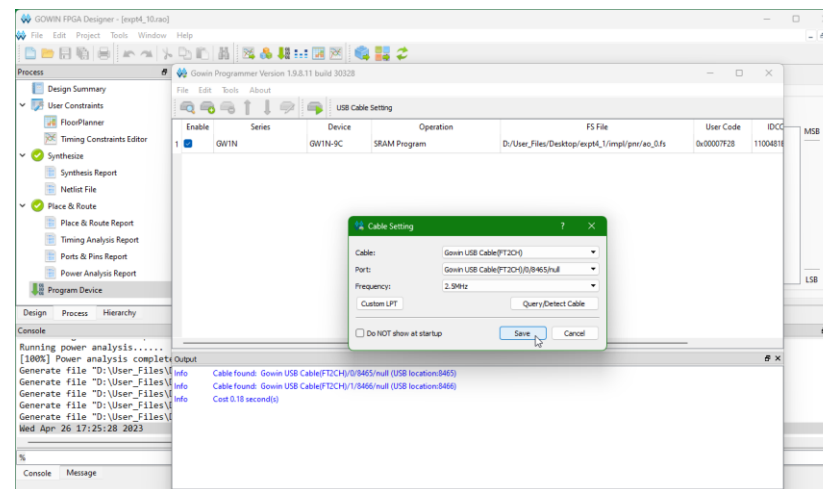 GOWIN FPGA Designer - [expt4_10.rao]
File Edit Project Tools Window Help
Process
Design Summary
User Constraints
FloorPlanner
Timing Constraints Editor
Synthesize
Synthesis Report
Netlist File
Place & Route
Place & Route Report
Timing Analysis Report
Ports & Pins Report
Power Analysis Report
Program Device
Design Process Hierarchy
Console
Running power analysis......
[100%] Power analysis complete
Generate file "D:\User_Files\
Generate file "D:\User_Files\
Generate file "D:\User_Files\
Generate file "D:\User_Files\
Generate file "D:\User_Files\
Wed Apr 26 17:25:28 2023
%
Console Message
Gowin Programmer Version 1.9.8.11 build 30328
File Edit Tools About
USB Cable Setting
Enable Series Device Operation FS File User Code IDCO
1 GW1N GW1N-9C SRAM Program D:/User_Files/Desktop/expt4_1/impl/pnr/ao_0.fs 0x00007F28 1100481B
Cable Setting ? ×
Cable: Gowin USB Cable(FT2CH)
Port: Gowin USB Cable(FT2CH)/0/8465/null
Frequency: 2.5MHz
Custom LPT Query/Detect Cable
Do NOT show at startup Save Cancel
Output
Info Cable found: Gowin USB Cable(FT2CH)/0/8465/null (USB location:8465)
Info Cable found: Gowin USB Cable(FT2CH)/1/8466/null (USB location:8466)
Info Cost 0.18 second(s)
MSB
LSB